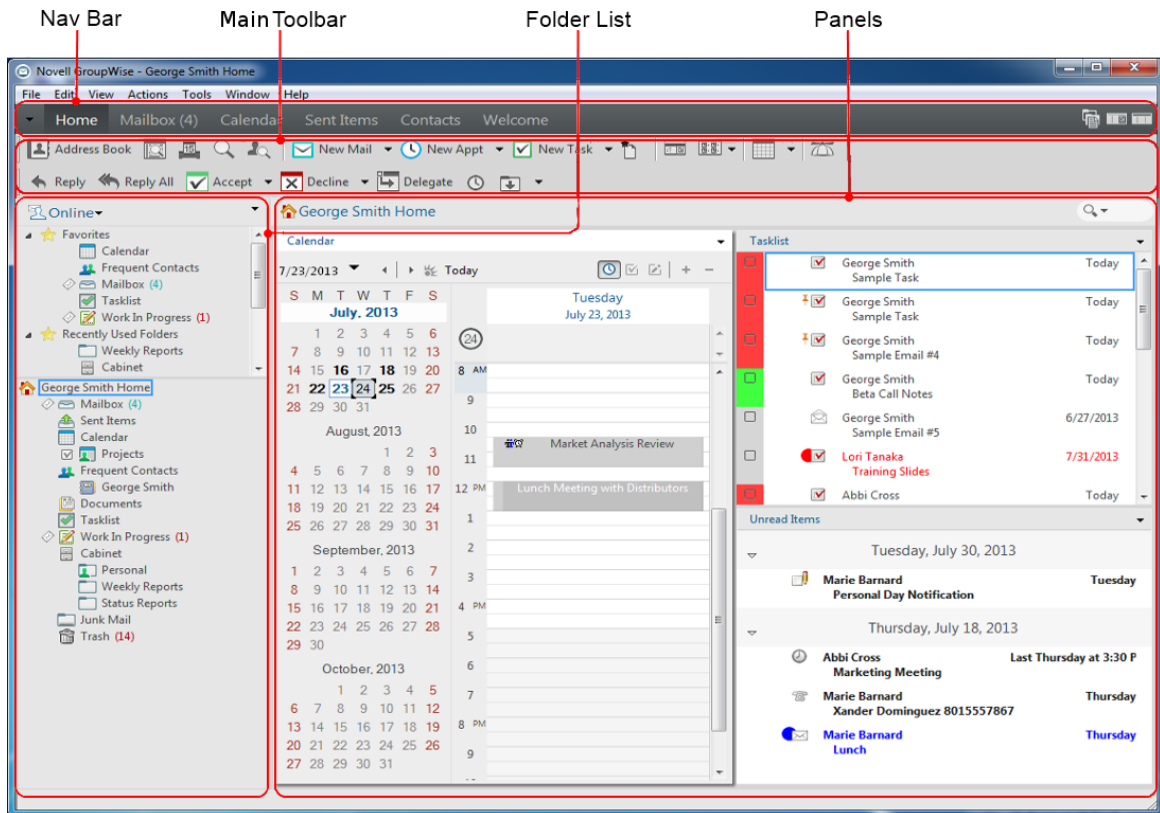 Nav Bar Main Toolbar Folder List Panels
Novell GroupWise - George Smith Home
File Edit View Actions Tools Window Help
Home Mailbox (4) Calendar Sent Items Contacts Welcome
Address Book New Mail New Appt New Task
Reply Reply All Accept Decline Delegate
Online
Favorites
Calendar
Frequent Contacts
Mailbox (4)
Tasklist
Work In Progress (1)
Recently Used Folders
Weekly Reports
Cabinet
George Smith Home
Mailbox (4)
Sent Items
Calendar
Projects
Frequent Contacts
George Smith
Documents
Tasklist
Work In Progress (1)
Cabinet
Personal
Weekly Reports
Status Reports
Junk Mail
Trash (14)
George Smith Home
Calendar
7/23/2013 Today
S M T W T F S
July, 2013
1 2 3 4 5 6
7 8 9 10 11 12 13
14 15 16 17 18 19 20
21 22 23 24 25 26 27
28 29 30 31
August, 2013
1 2 3
4 5 6 7 8 9 10
11 12 13 14 15 16 17
18 19 20 21 22 23 24
25 26 27 28 29 30 31
September, 2013
1 2 3 4 5 6 7
8 9 10 11 12 13 14
15 16 17 18 19 20 21
22 23 24 25 26 27 28
29 30
October, 2013
1 2 3 4 5
6 7 8 9 10 11 12
13 14 15 16 17 18 19
20 21 22 23 24 25 26
27 28 29 30 31
Tuesday
July 23, 2013
24
8 AM
9
10
Market Analysis Review
11
12 PM Lunch Meeting with Distributors
1
2
3
4 PM
5
6
7
8 PM
9
Tasklist
George Smith Today
Sample Task
George Smith Today
Sample Task
George Smith Today
Sample Email #4
George Smith Today
Beta Call Notes
George Smith 6/27/2013
Sample Email #5
Lori Tanaka 7/31/2013
Training Slides
Abbi Cross Today
Unread Items
Tuesday, July 30, 2013
Marie Barnard Tuesday
Personal Day Notification
Thursday, July 18, 2013
Abbi Cross Last Thursday at 3:30 P
Marketing Meeting
Marie Barnard Thursday
Xander Dominguez 8015557867
Marie Barnard Thursday
Lunch